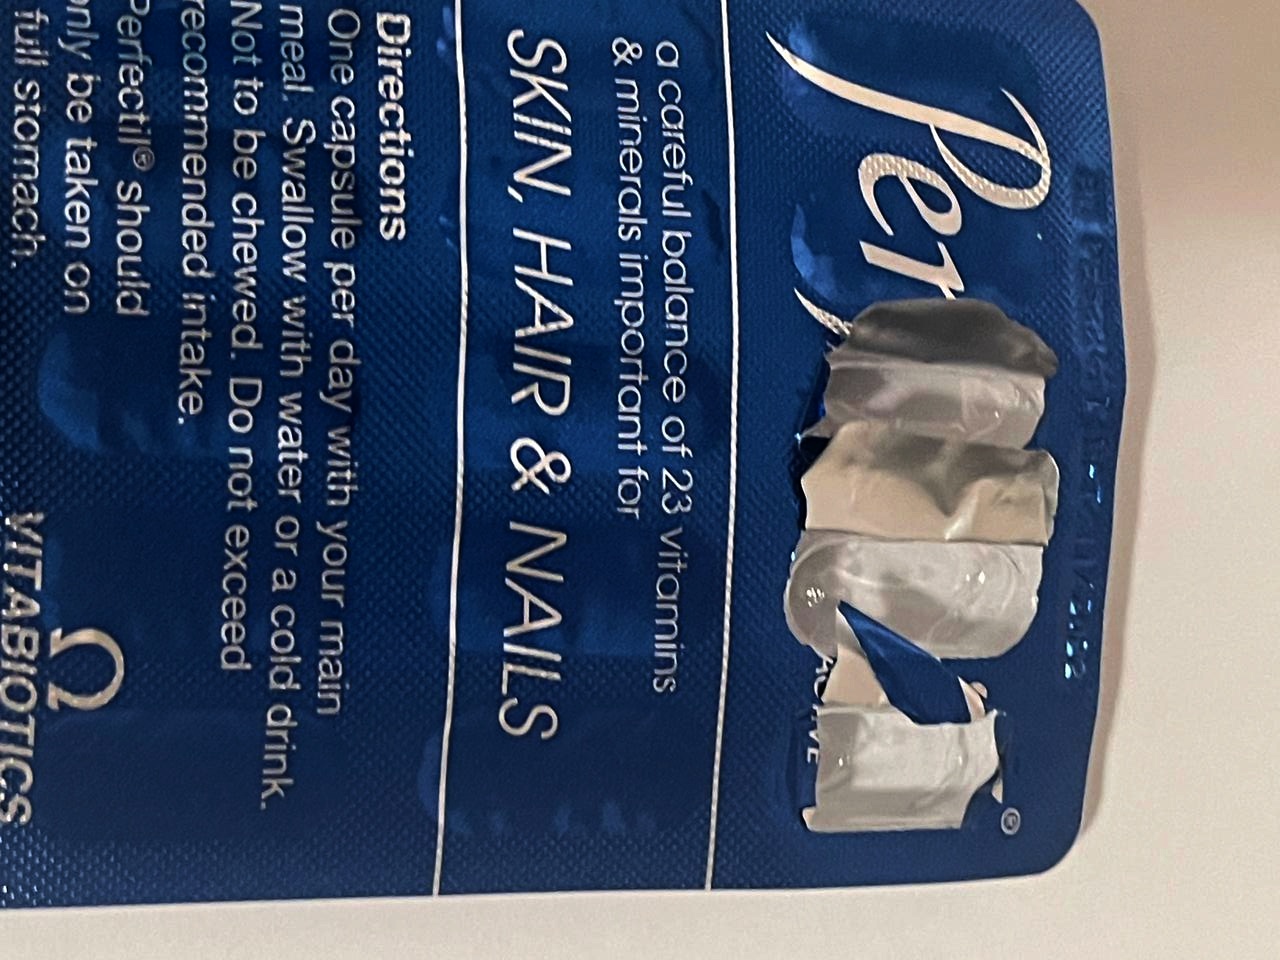 Per
®
ACTIVE
a careful balance of 23 vitamins
& minerals important for
SKIN, HAIR & NAILS
Directions
One capsule per day with your main
meal. Swallow with water or a cold drink.
Not to be chewed. Do not exceed
recommended intake.
Perfectil® should
only be taken on
full stomach.
Ω
VITABIOTICS